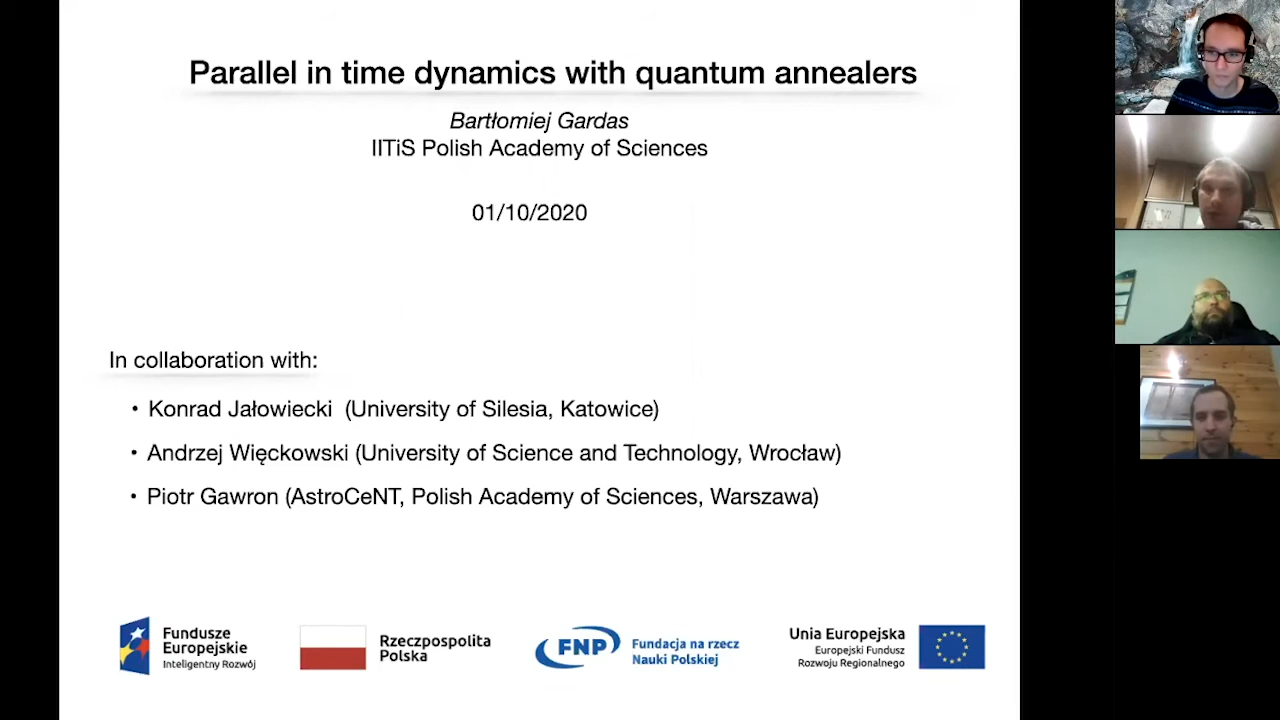 Parallel in time dynamics with quantum annealers
Bartłomiej Gardas
IITiS Polish Academy of Sciences
01/10/2020
In collaboration with:
• Konrad Jałowiecki (University of Silesia, Katowice)
• Andrzej Więckowski (University of Science and Technology, Wrocław)
• Piotr Gawron (AstroCeNT, Polish Academy of Sciences, Warszawa)
Fundusze
Europejskie
Inteligentny Rozwój
Rzeczpospolita
Polska
FNP
Fundacja na rzecz
Nauki Polskiej
Unia Europejska
Europejski Fundusz
Rozwoju Regionalnego